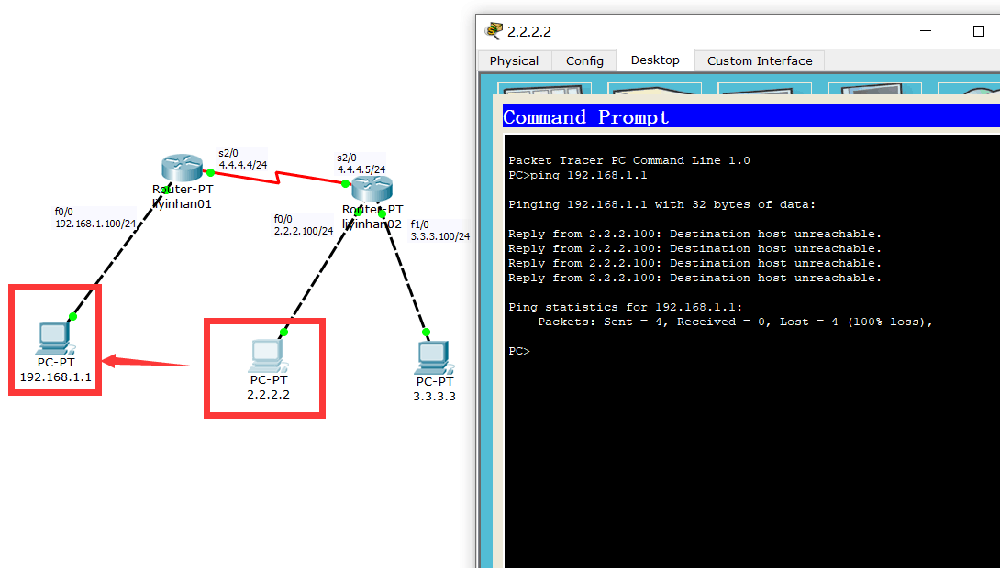 s2/0
4.4.4.4/24
s2/0
4.4.4.5/24
Router-PT
liyinhan01
Router-PT
liyinhan02
f0/0
192.168.1.100/24
f0/0
2.2.2.100/24
f1/0
3.3.3.100/24
PC-PT
192.168.1.1
PC-PT
2.2.2.2
PC-PT
3.3.3.3
2.2.2.2
Physical Config Desktop Custom Interface
Command Prompt
Packet Tracer PC Command Line 1.0
PC>ping 192.168.1.1
Pinging 192.168.1.1 with 32 bytes of data:
Reply from 2.2.2.100: Destination host unreachable.
Reply from 2.2.2.100: Destination host unreachable.
Reply from 2.2.2.100: Destination host unreachable.
Reply from 2.2.2.100: Destination host unreachable.
Ping statistics for 192.168.1.1:
Packets: Sent = 4, Received = 0, Lost = 4 (100% loss),
PC>